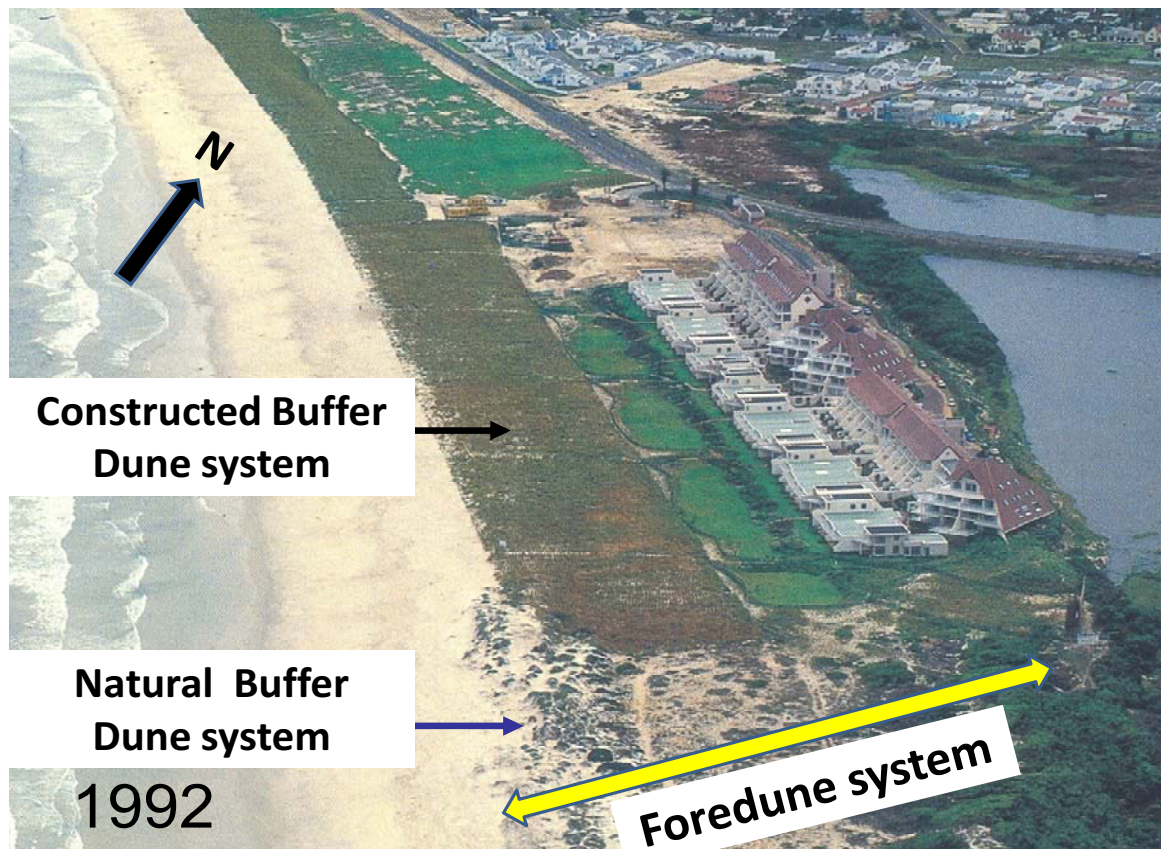 N
Constructed Buffer
Dune system
Natural Buffer
Dune system
1992
Foredune system